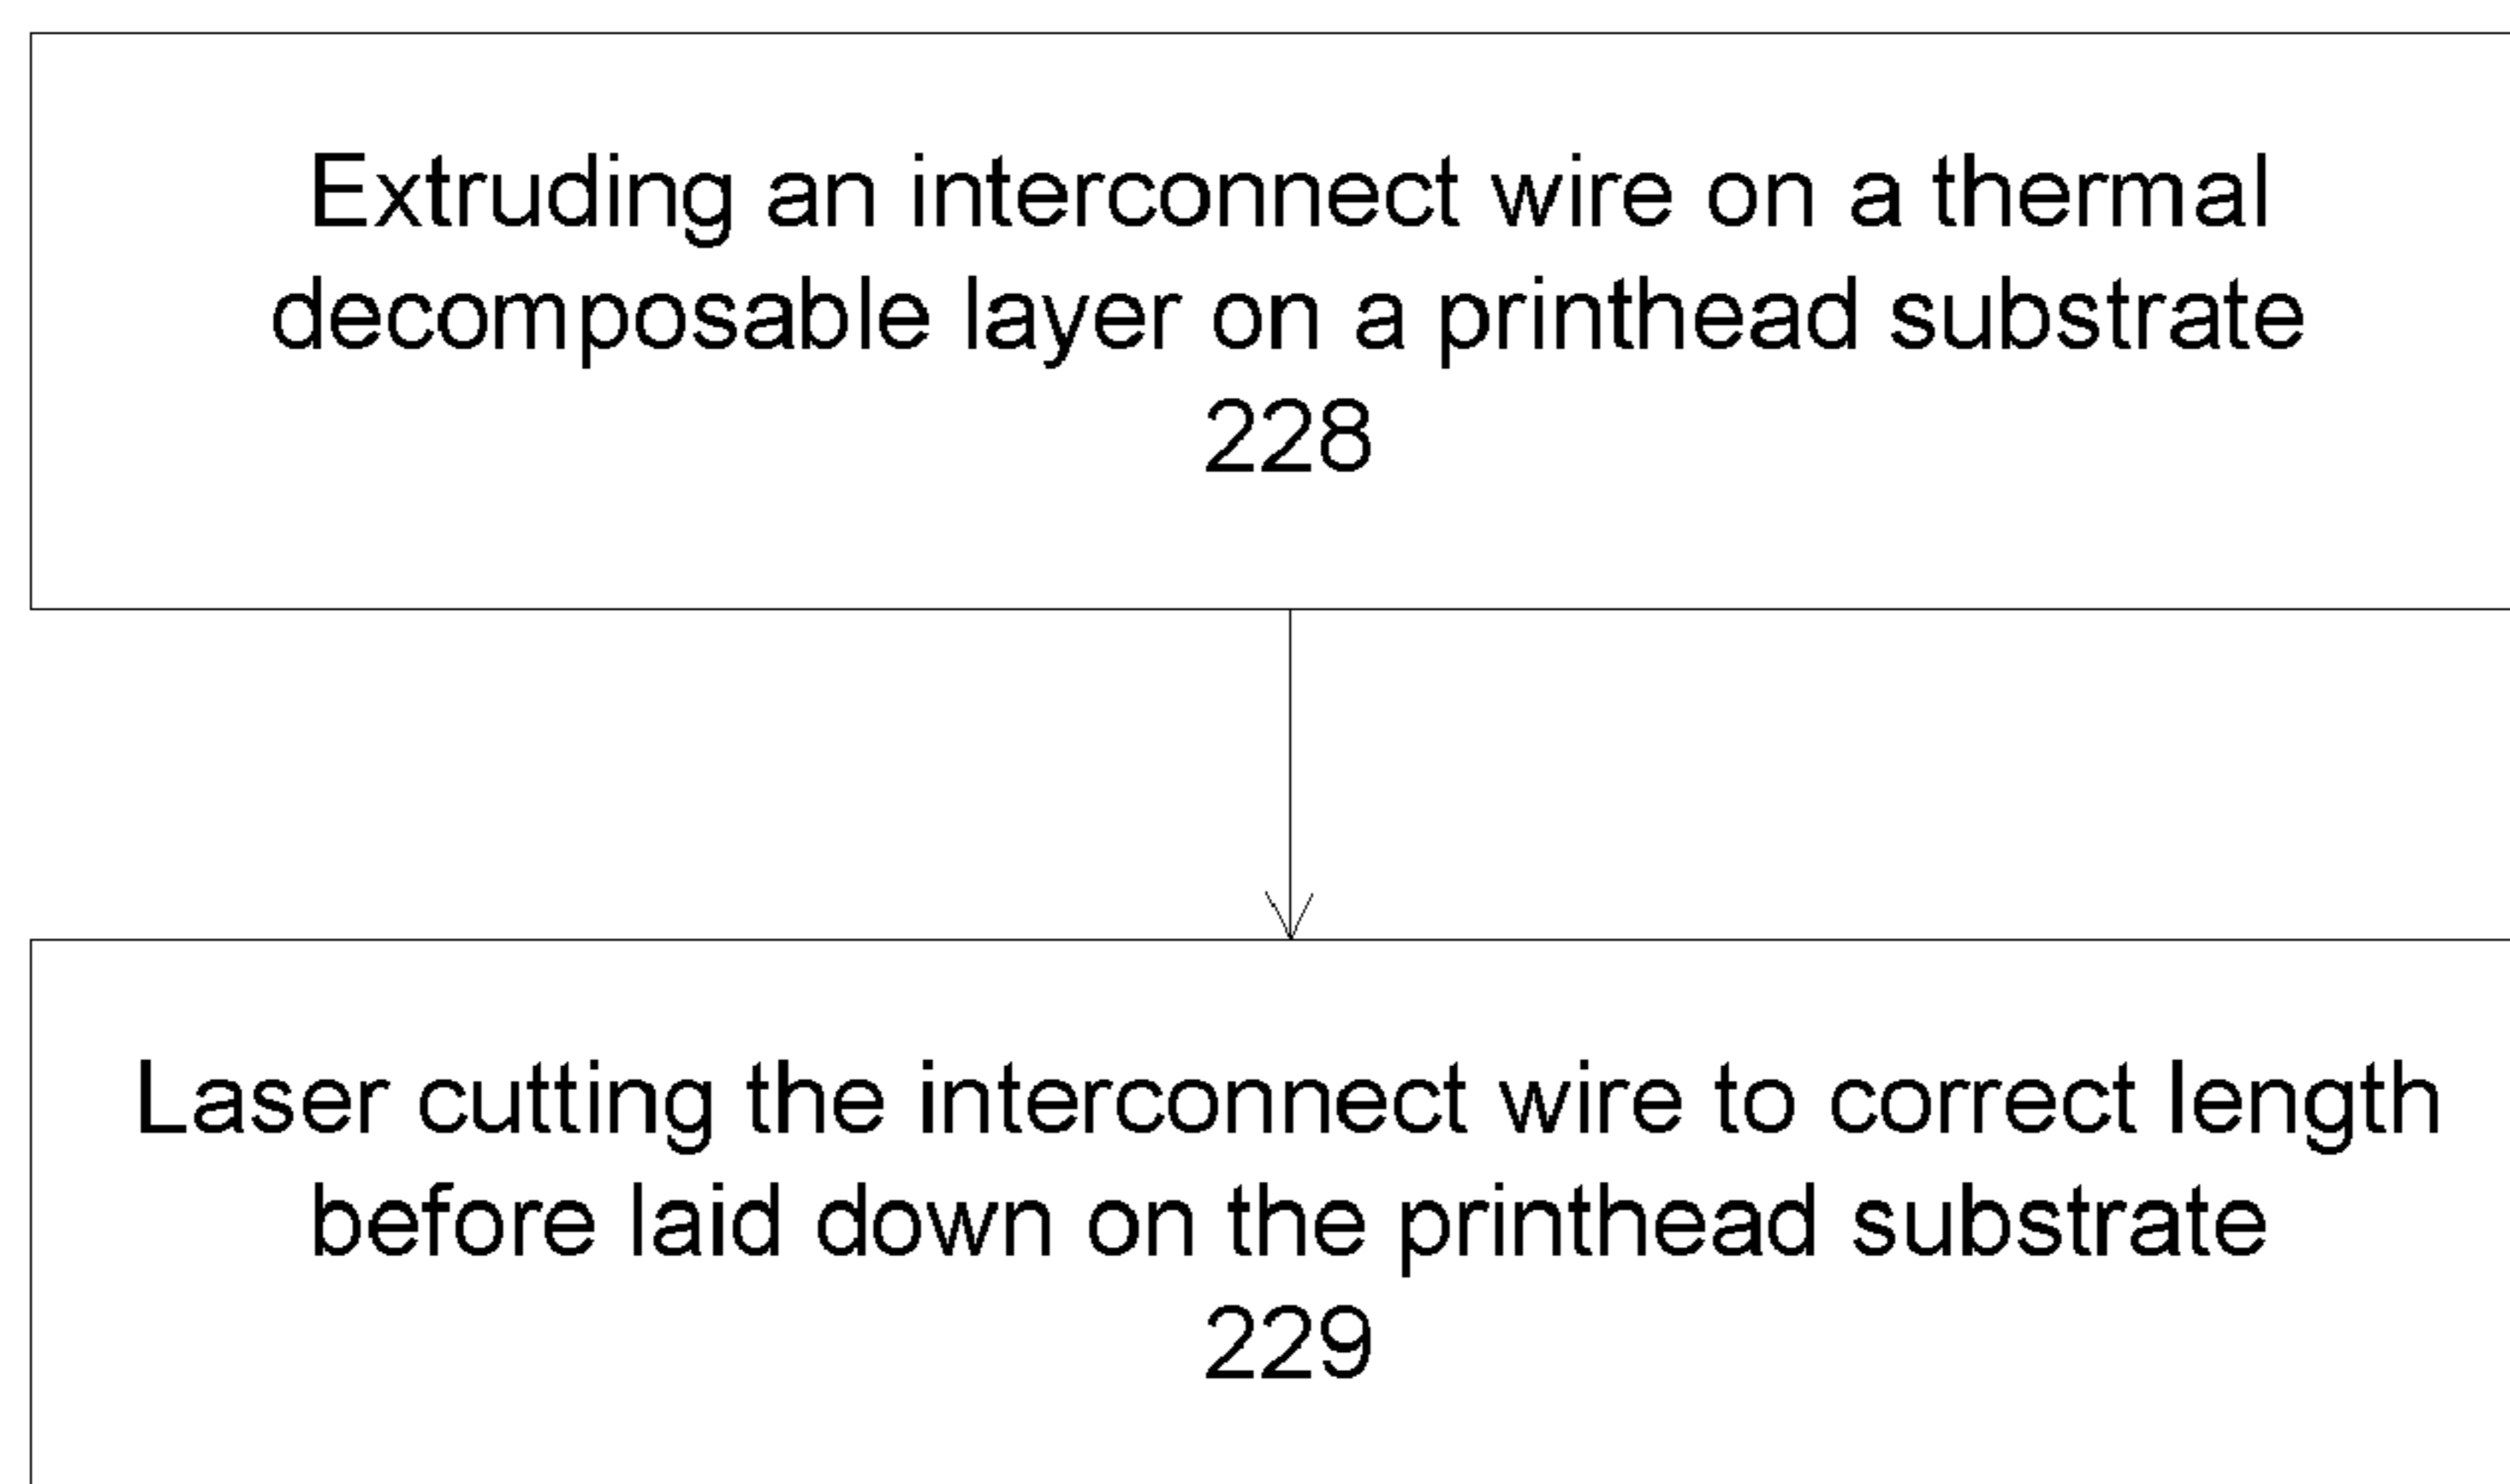 Extruding an interconnect wire on a thermal
decomposable layer on a printhead substrate
228
Laser cutting the interconnect wire to correct length
before laid down on the printhead substrate
229